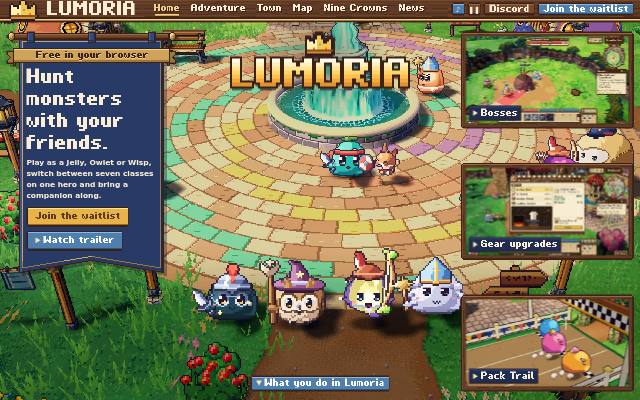 LUMORIA
Home Adventure Town Map Nine Crowns News
Discord
Join the waitlist
Free in your browser
Hunt
monsters
with your
friends.
Play as a Jelly, Owlet or Wisp,
switch between seven classes
on one hero and bring a
companion along.
Join the waitlist
Watch trailer
LUMORIA
Bosses
Gear upgrades
Pack Trail
What you do in Lumoria